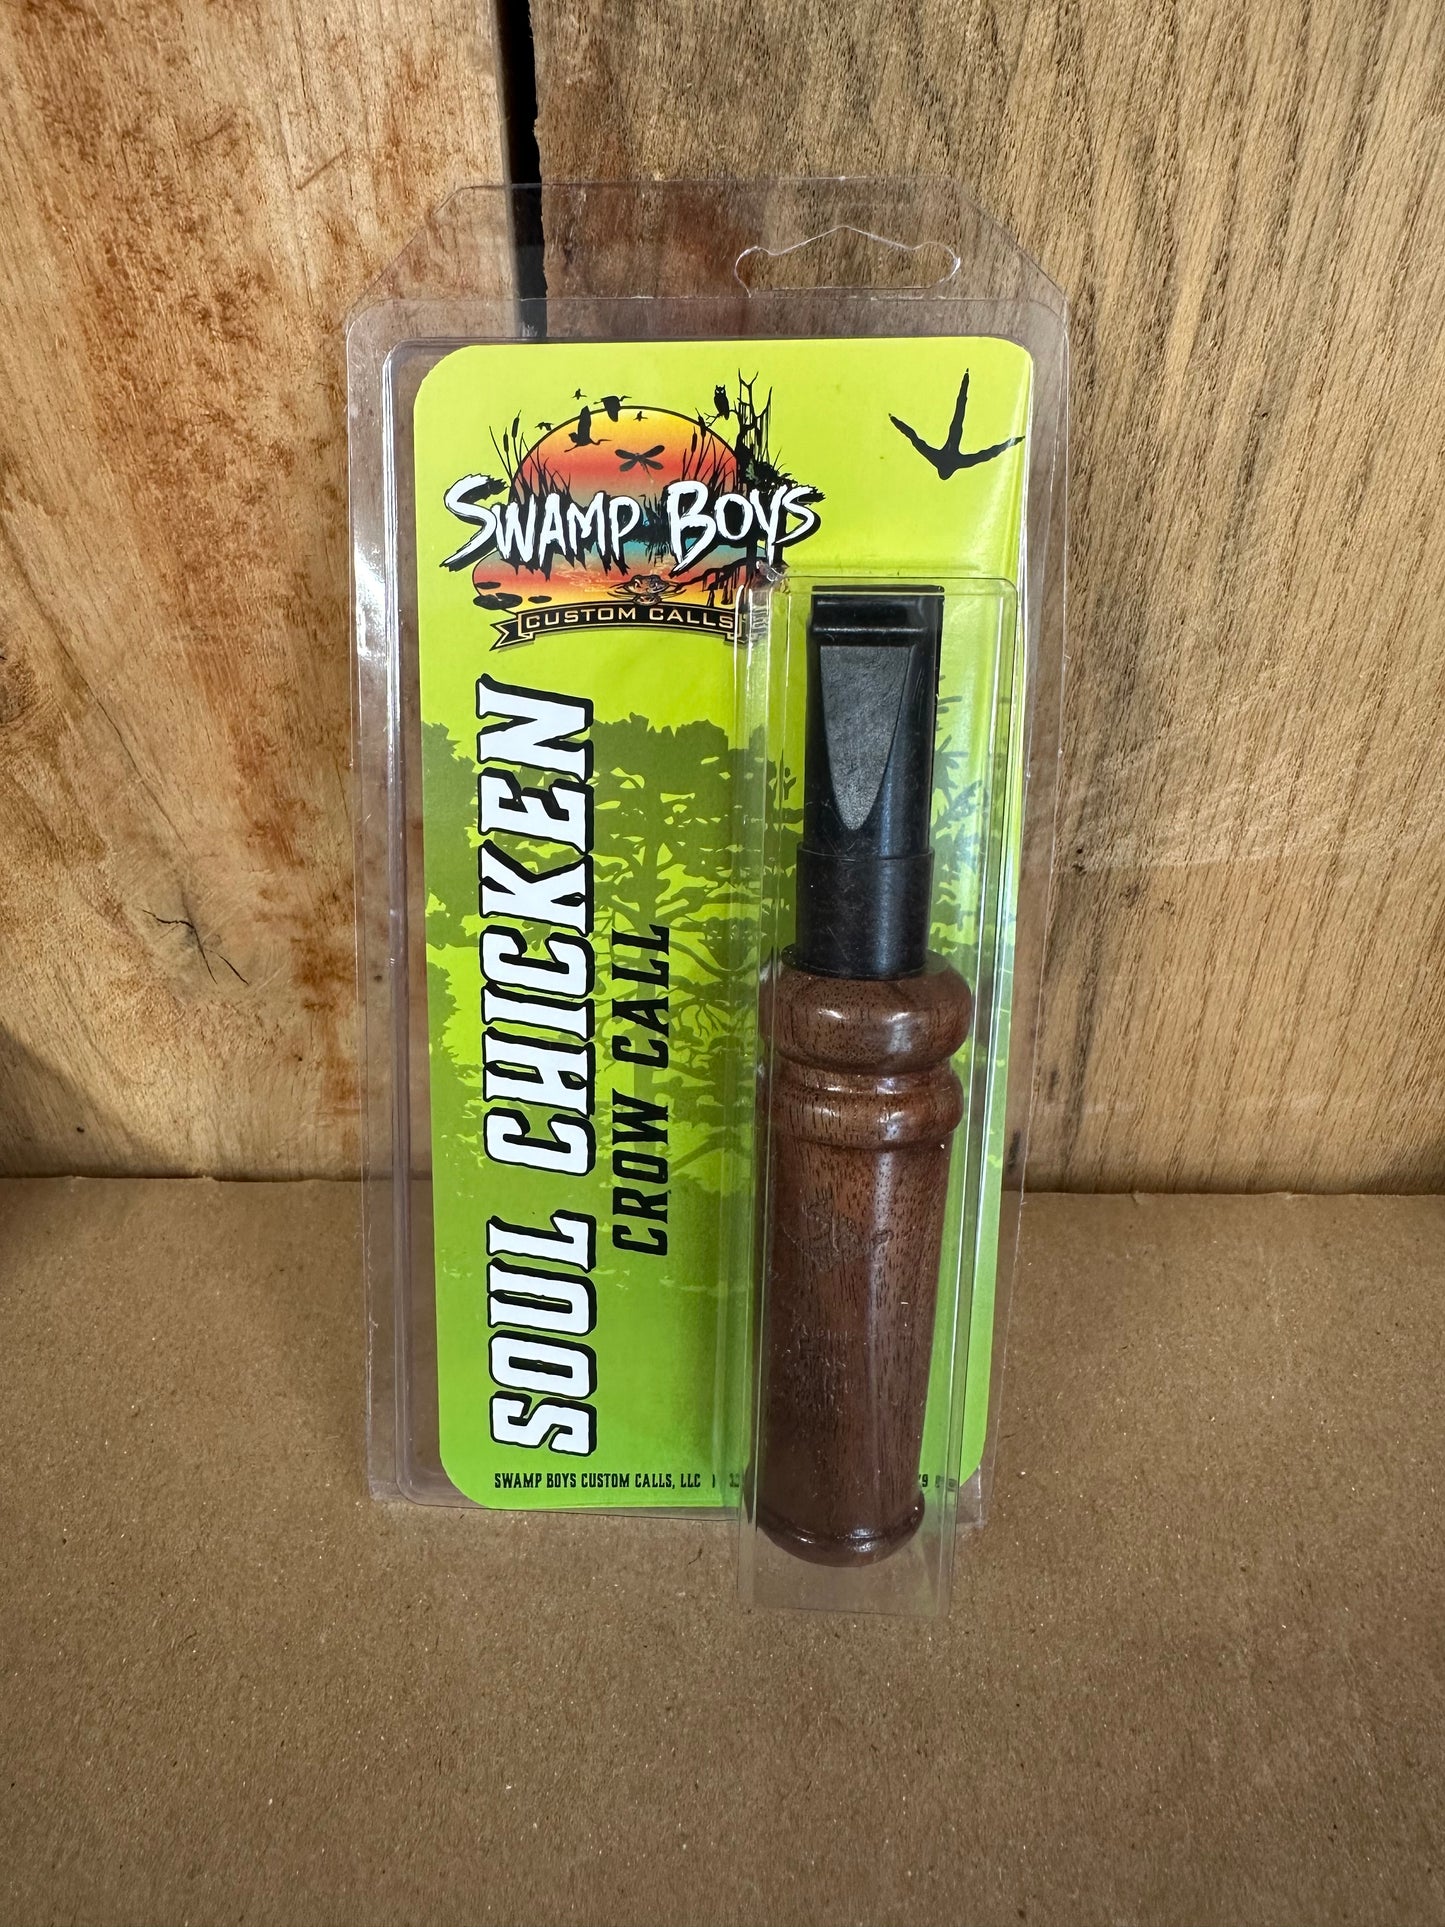 SWAMP BOYS
CUSTOM CALLS
SOUL CHICKEN
CROW CALL
SWAMP BOYS CUSTOM CALLS, LLC